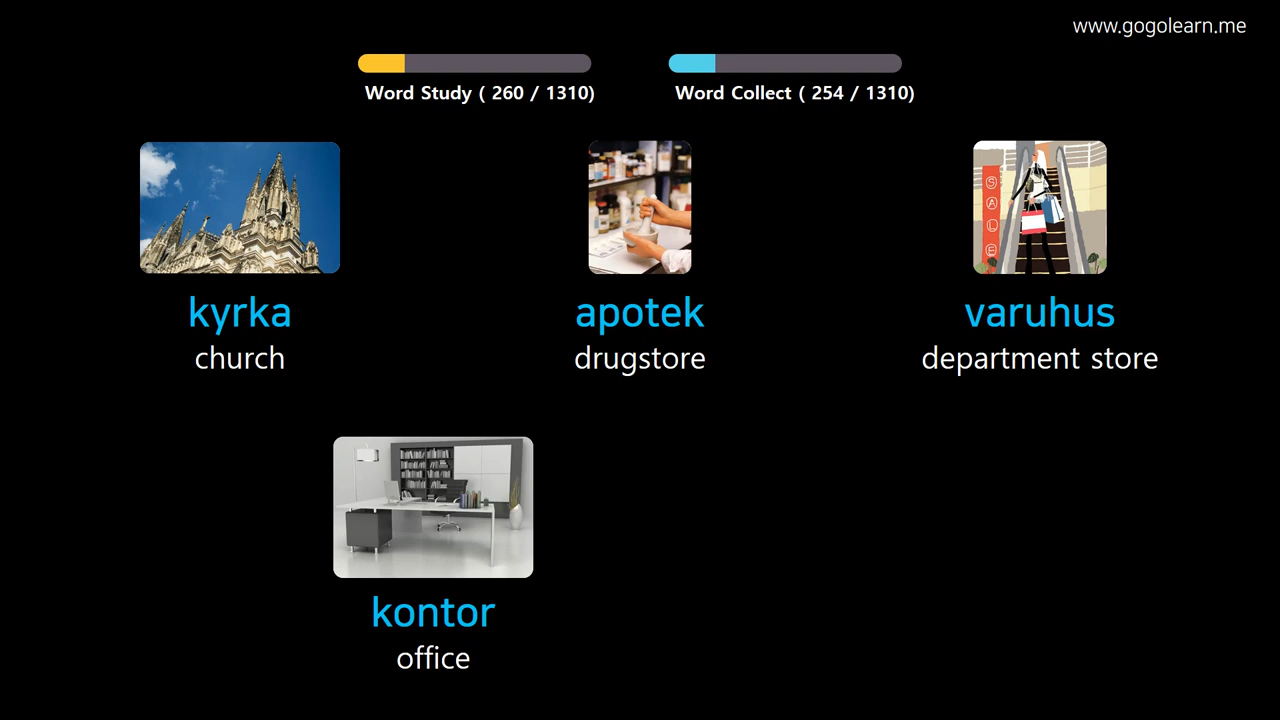 www.gogolearn.me
Word Study ( 260 / 1310)
Word Collect ( 254 / 1310)
S
A
L
E
kyrka
apotek
varuhus
church
drugstore
department store
kontor
office